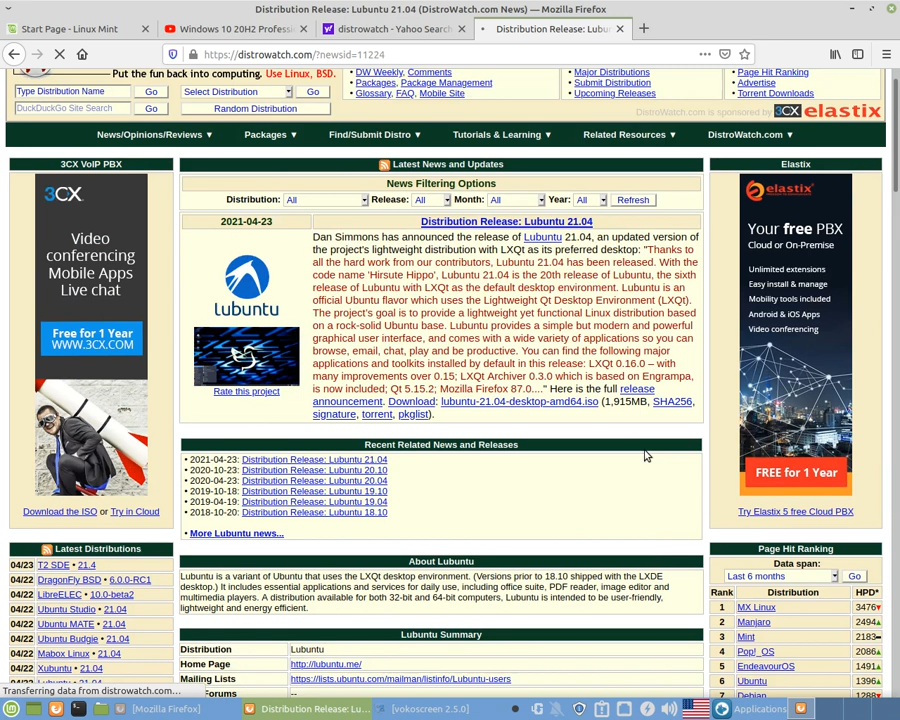 Distribution Release: Lubuntu 21.04 (DistroWatch.com News) — Mozilla Firefox
Start Page - Linux Mint
Windows 10 20H2 Profess
distrowatch - Yahoo Search
Distribution Release: Lubu
https://distrowatch.com/?newsid=11224
Put the fun back into computing. Use Linux, BSD.
Type Distribution Name Go Select Distribution Go
DuckDuckGo Site Search Go Random Distribution
• DW Weekly, Comments
• Packages, Package Management
• Glossary, FAQ, Mobile Site
• Major Distributions
• Submit Distribution
• Upcoming Releases
• Page Hit Ranking
• Advertise
• Torrent Downloads
DistroWatch.com is sponsored by 3CX elastix
News/Opinions/Reviews ▼ Packages ▼ Find/Submit Distro ▼ Tutorials & Learning ▼ Related Resources ▼ DistroWatch.com ▼
3CX VoIP PBX
3CX
Video
conferencing
Mobile Apps
Live chat
Free for 1 Year
WWW.3CX.COM
Download the ISO or Try in Cloud
Latest Distributions
04/23 T2 SDE • 21.4
04/22 DragonFly BSD • 6.0.0-RC1
04/22 LibreELEC • 10.0-beta2
04/22 Ubuntu Studio • 21.04
04/22 Ubuntu MATE • 21.04
04/22 Ubuntu Budgie • 21.04
04/22 Mabox Linux • 21.04
04/22 Xubuntu • 21.04
Latest News and Updates
News Filtering Options
Distribution: All Release: All Month: All Year: All Refresh
2021-04-23
Distribution Release: Lubuntu 21.04
lubuntu
Rate this project
Dan Simmons has announced the release of Lubuntu 21.04, an updated version of
the project's lightweight distribution with LXQt as its preferred desktop: "Thanks to
all the hard work from our contributors, Lubuntu 21.04 has been released. With the
code name 'Hirsute Hippo', Lubuntu 21.04 is the 20th release of Lubuntu, the sixth
release of Lubuntu with LXQt as the default desktop environment. Lubuntu is an
official Ubuntu flavor which uses the Lightweight Qt Desktop Environment (LXQt).
The project's goal is to provide a lightweight yet functional Linux distribution based
on a rock-solid Ubuntu base. Lubuntu provides a simple but modern and powerful
graphical user interface, and comes with a wide variety of applications so you can
browse, email, chat, play and be productive. You can find the following major
applications and toolkits installed by default in this release: LXQt 0.16.0 – with
many improvements over 0.15; LXQt Archiver 0.3.0 which is based on Engrampa,
is now included; Qt 5.15.2; Mozilla Firefox 87.0...." Here is the full release
announcement. Download: lubuntu-21.04-desktop-amd64.iso (1,915MB, SHA256,
signature, torrent, pkglist).
Recent Related News and Releases
• 2021-04-23: Distribution Release: Lubuntu 21.04
• 2020-10-23: Distribution Release: Lubuntu 20.10
• 2020-04-23: Distribution Release: Lubuntu 20.04
• 2019-10-18: Distribution Release: Lubuntu 19.10
• 2019-04-19: Distribution Release: Lubuntu 19.04
• 2018-10-20: Distribution Release: Lubuntu 18.10
• More Lubuntu news...
About Lubuntu
Lubuntu is a variant of Ubuntu that uses the LXQt desktop environment. (Versions prior to 18.10 shipped with the LXDE
desktop.) It includes essential applications and services for daily use, including office suite, PDF reader, image editor and
multimedia players. A distribution available for both 32-bit and 64-bit computers, Lubuntu is intended to be user-friendly,
lightweight and energy efficient.
Lubuntu Summary
Distribution Lubuntu
Home Page http://lubuntu.me/
Mailing Lists https://lists.ubuntu.com/mailman/listinfo/Lubuntu-users
Forums --
Elastix
elastix
Your free PBX
Cloud or On-Premise
Unlimited extensions
Easy install & manage
Mobility tools included
Android & iOS Apps
Video conferencing
FREE for 1 Year
Try Elastix 5 free Cloud PBX
Page Hit Ranking
Data span:
Last 6 months Go
Rank Distribution HPD*
1 MX Linux 3476
2 Manjaro 2494
3 Mint 2183
4 Pop!_OS 2086
5 EndeavourOS 1491
6 Ubuntu 1396
7 Debian 1288
Transferring data from distrowatch.com...
[Mozilla Firefox]
Distribution Release: Lu...
[vokoscreen 2.5.0]
Applications